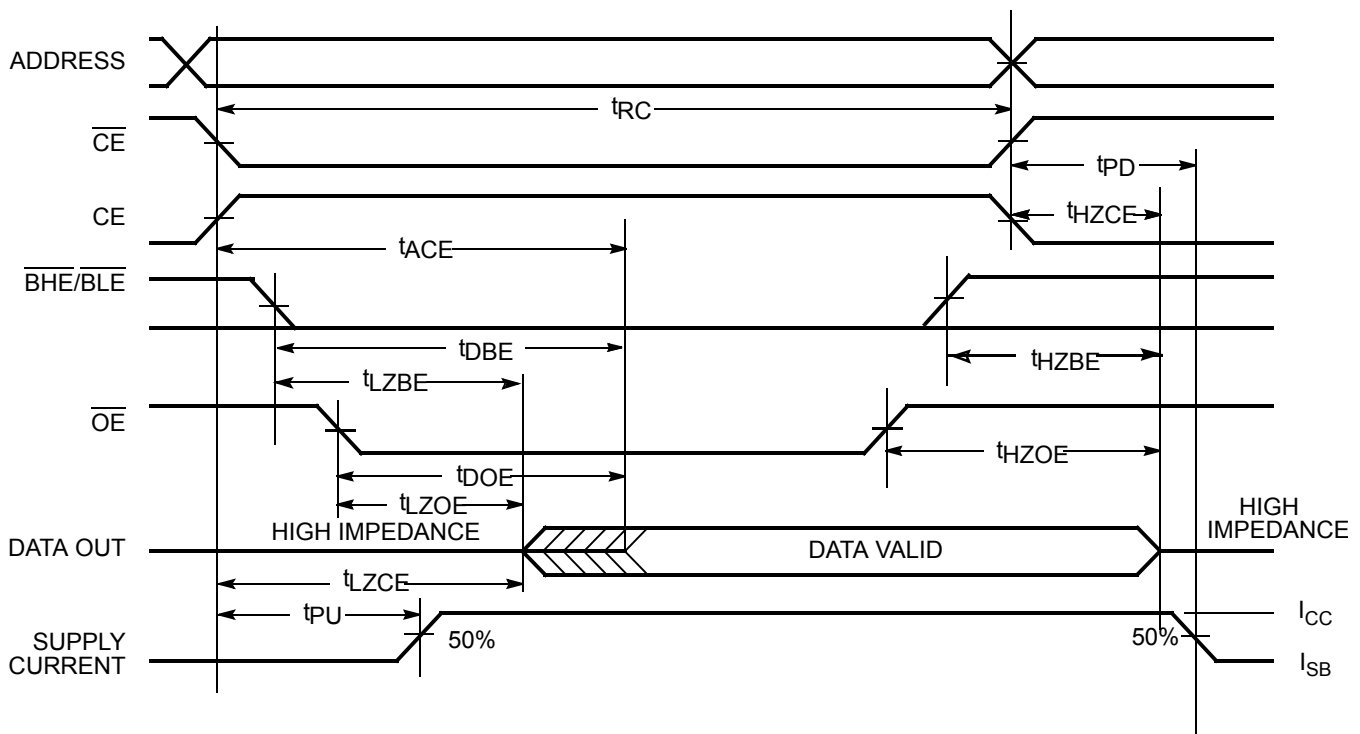 ADDRESS
tRC
CE
tPD
CE
tHZCE
tACE
BHE/BLE
tDBE
tHZBE
tLZBE
OE
tHZOE
tDOE
tLZOE
HIGH IMPEDANCE
HIGH
IMPEDANCE
DATA OUT
DATA VALID
tLZCE
tPU
ICC
50%
50%
SUPPLY
CURRENT
ISB